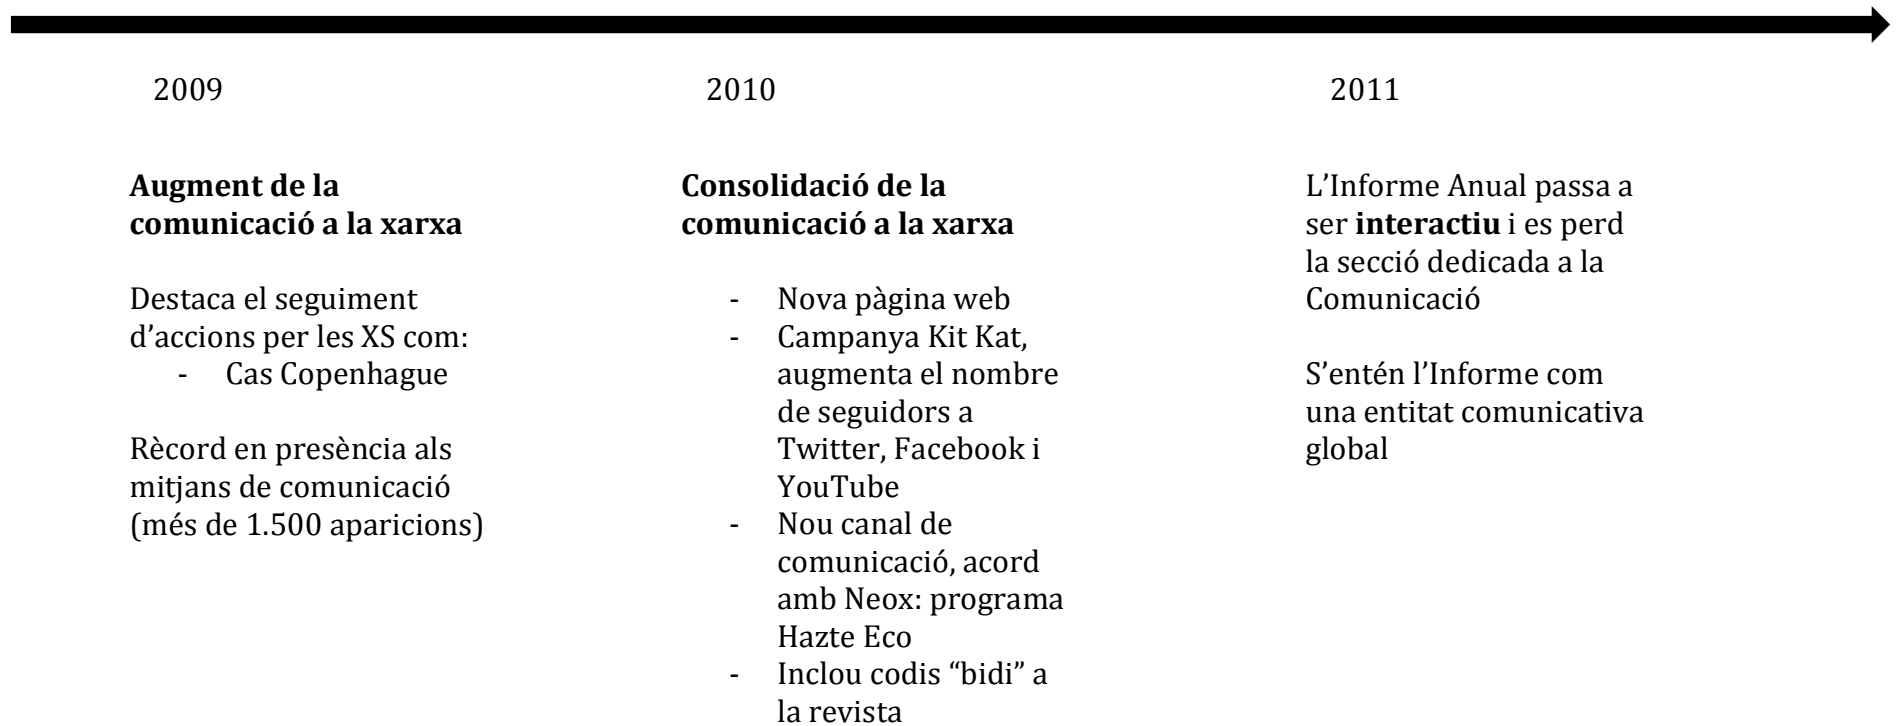 2009
2010
2011
Augment de la
comunicació a la xarxa
Destaca el seguiment
d’accions per les XS com:
- Cas Copenhague
Rècord en presència als
mitjans de comunicació
(més de 1.500 aparicions)
Consolidació de la
comunicació a la xarxa
- Nova pàgina web
- Campanya Kit Kat,
augmenta el nombre
de seguidors a
Twitter, Facebook i
YouTube
- Nou canal de
comunicació, acord
amb Neox: programa
Hazte Eco
- Inclou codis “bidi” a
la revista
L’Informe Anual passa a
ser interactiu i es perd
la secció dedicada a la
Comunicació
S’entén l’Informe com
una entitat comunicativa
global